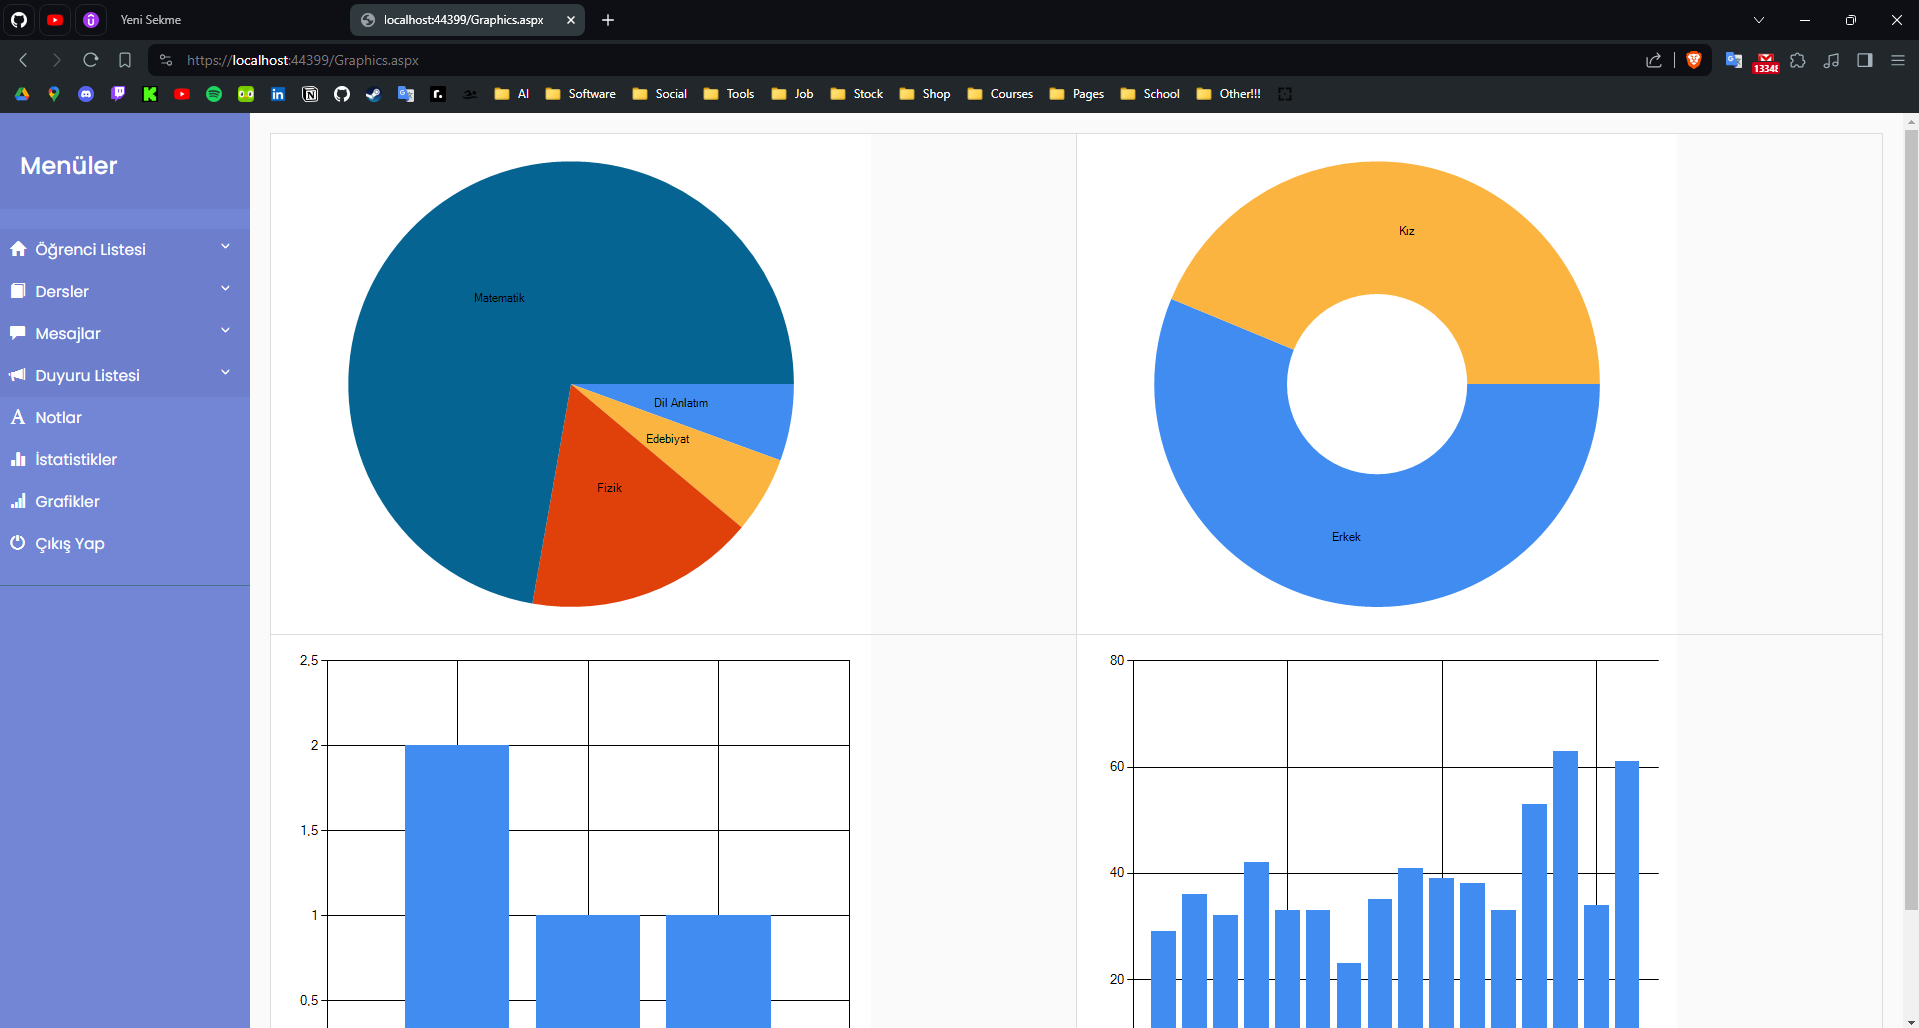 Yeni Sekme
localhost:44399/Graphics.aspx
https://localhost:44399/Graphics.aspx
13348
AI
Software
Social
Tools
Job
Stock
Shop
Courses
Pages
School
Other!!!
Menüler
Öğrenci Listesi
Dersler
Mesajlar
Duyuru Listesi
Notlar
İstatistikler
Grafikler
Çıkış Yap
Matematik
Dil Anlatım
Edebiyat
Fizik
Kız
Erkek
2,5
2
1,5
1
0,5
80
60
40
20